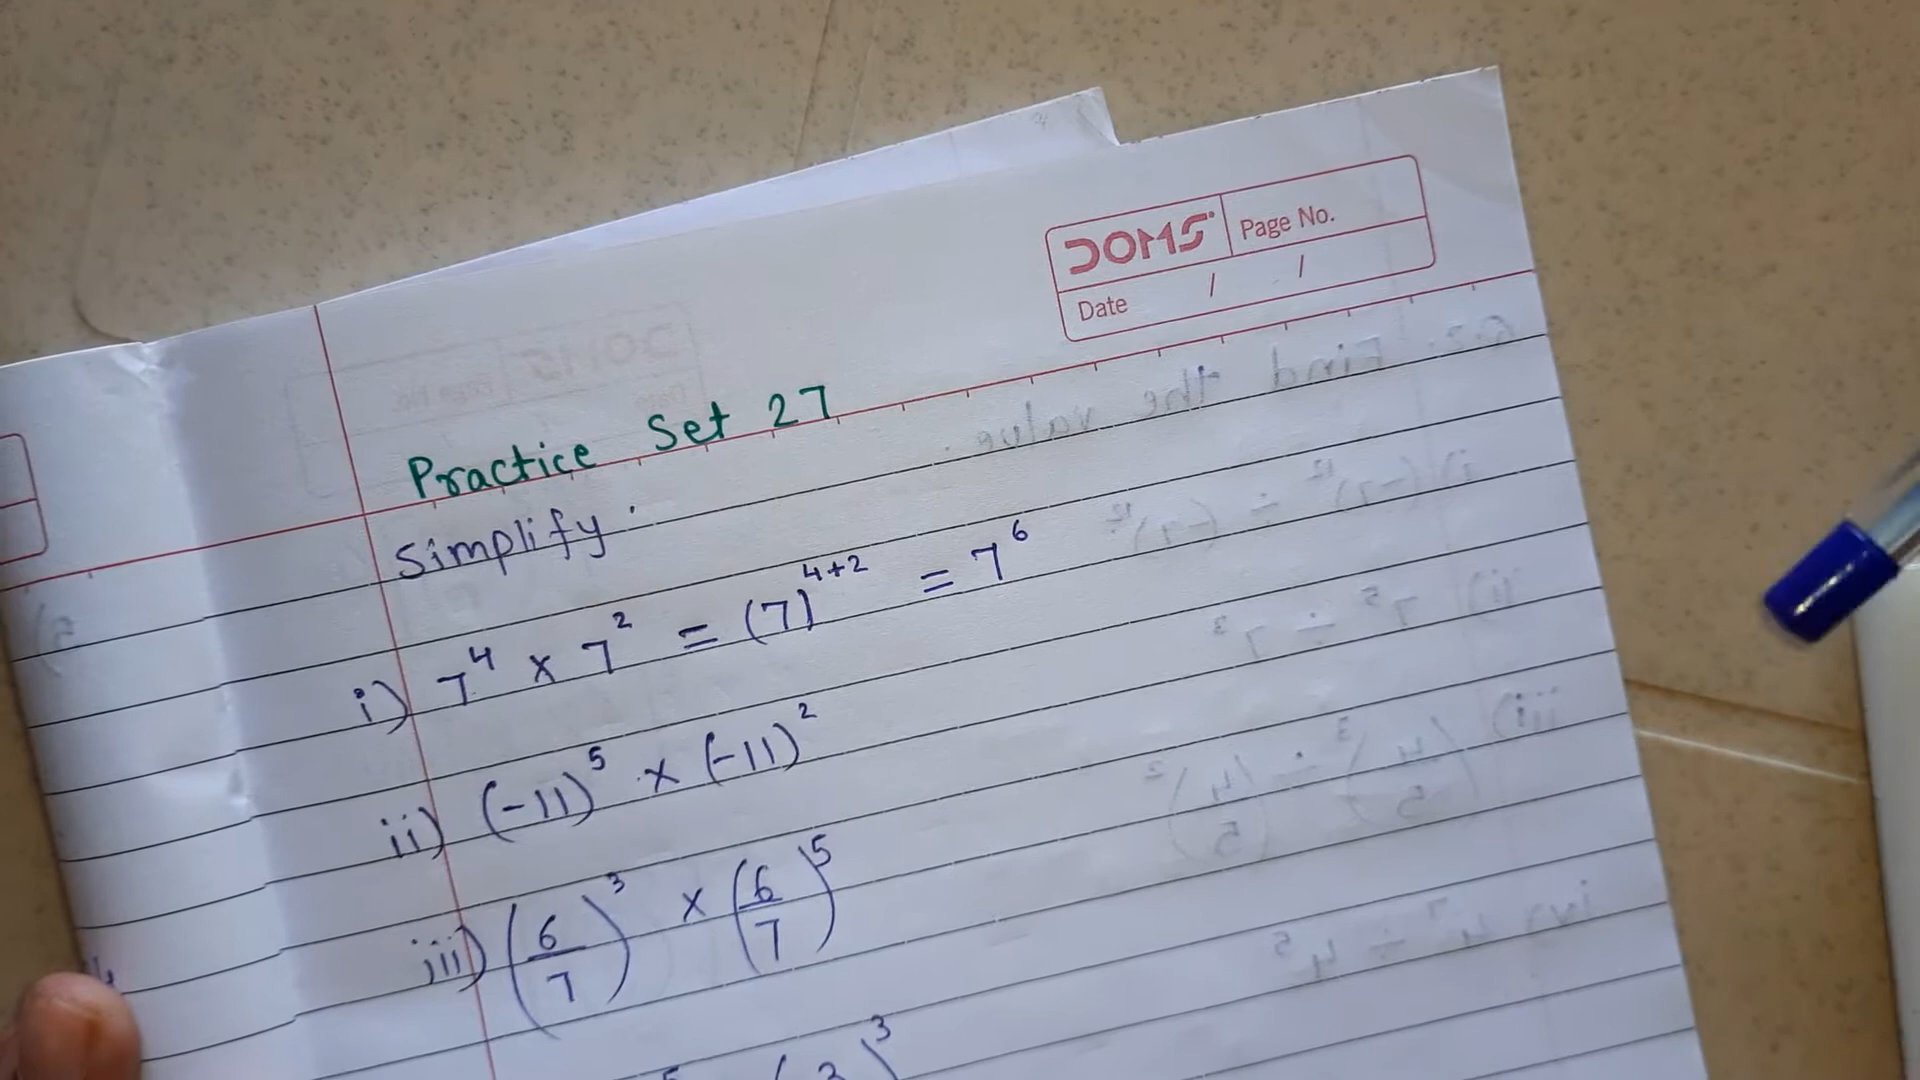 DOMS Page No.
Date / /
Practice Set 27
Simplify.
i) 7⁴ × 7² = (7)⁴⁺² = 7⁶
ii) (-11)⁵ × (-11)²
iii) (6/7)³ × (6/7)⁵